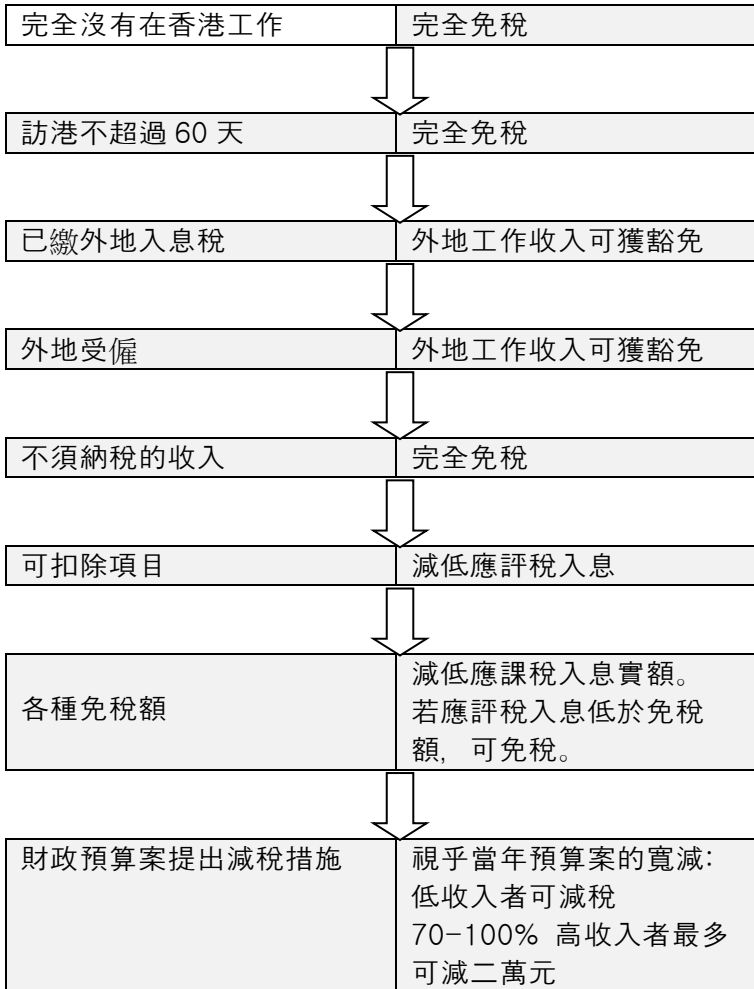 完全沒有在香港工作
完全免稅
訪港不超過 60 天
完全免稅
已繳外地入息稅
外地工作收入可獲豁免
外地受僱
外地工作收入可獲豁免
不須納稅的收入
完全免稅
可扣除項目
減低應評稅入息
各種免稅額
減低應課稅入息實額。
若應評稅入息低於免稅
額，可免稅。
財政預算案提出減稅措施
視乎當年預算案的寬減:
低收入者可減稅
70-100% 高收入者最多
可減二萬元